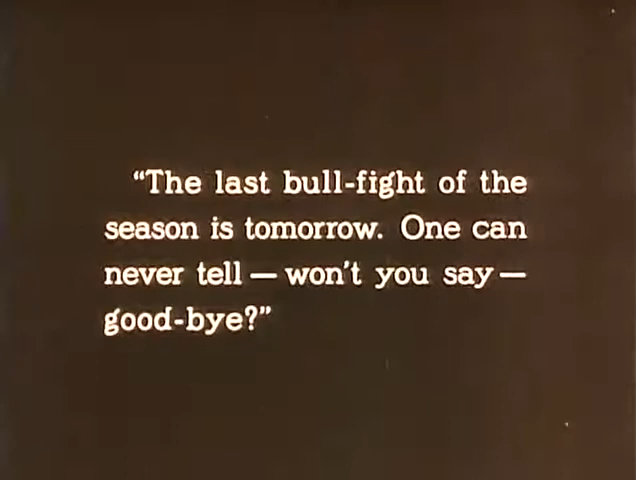 “The last bull-fight of the
season is tomorrow. One can
never tell — won't you say —
good-bye?”